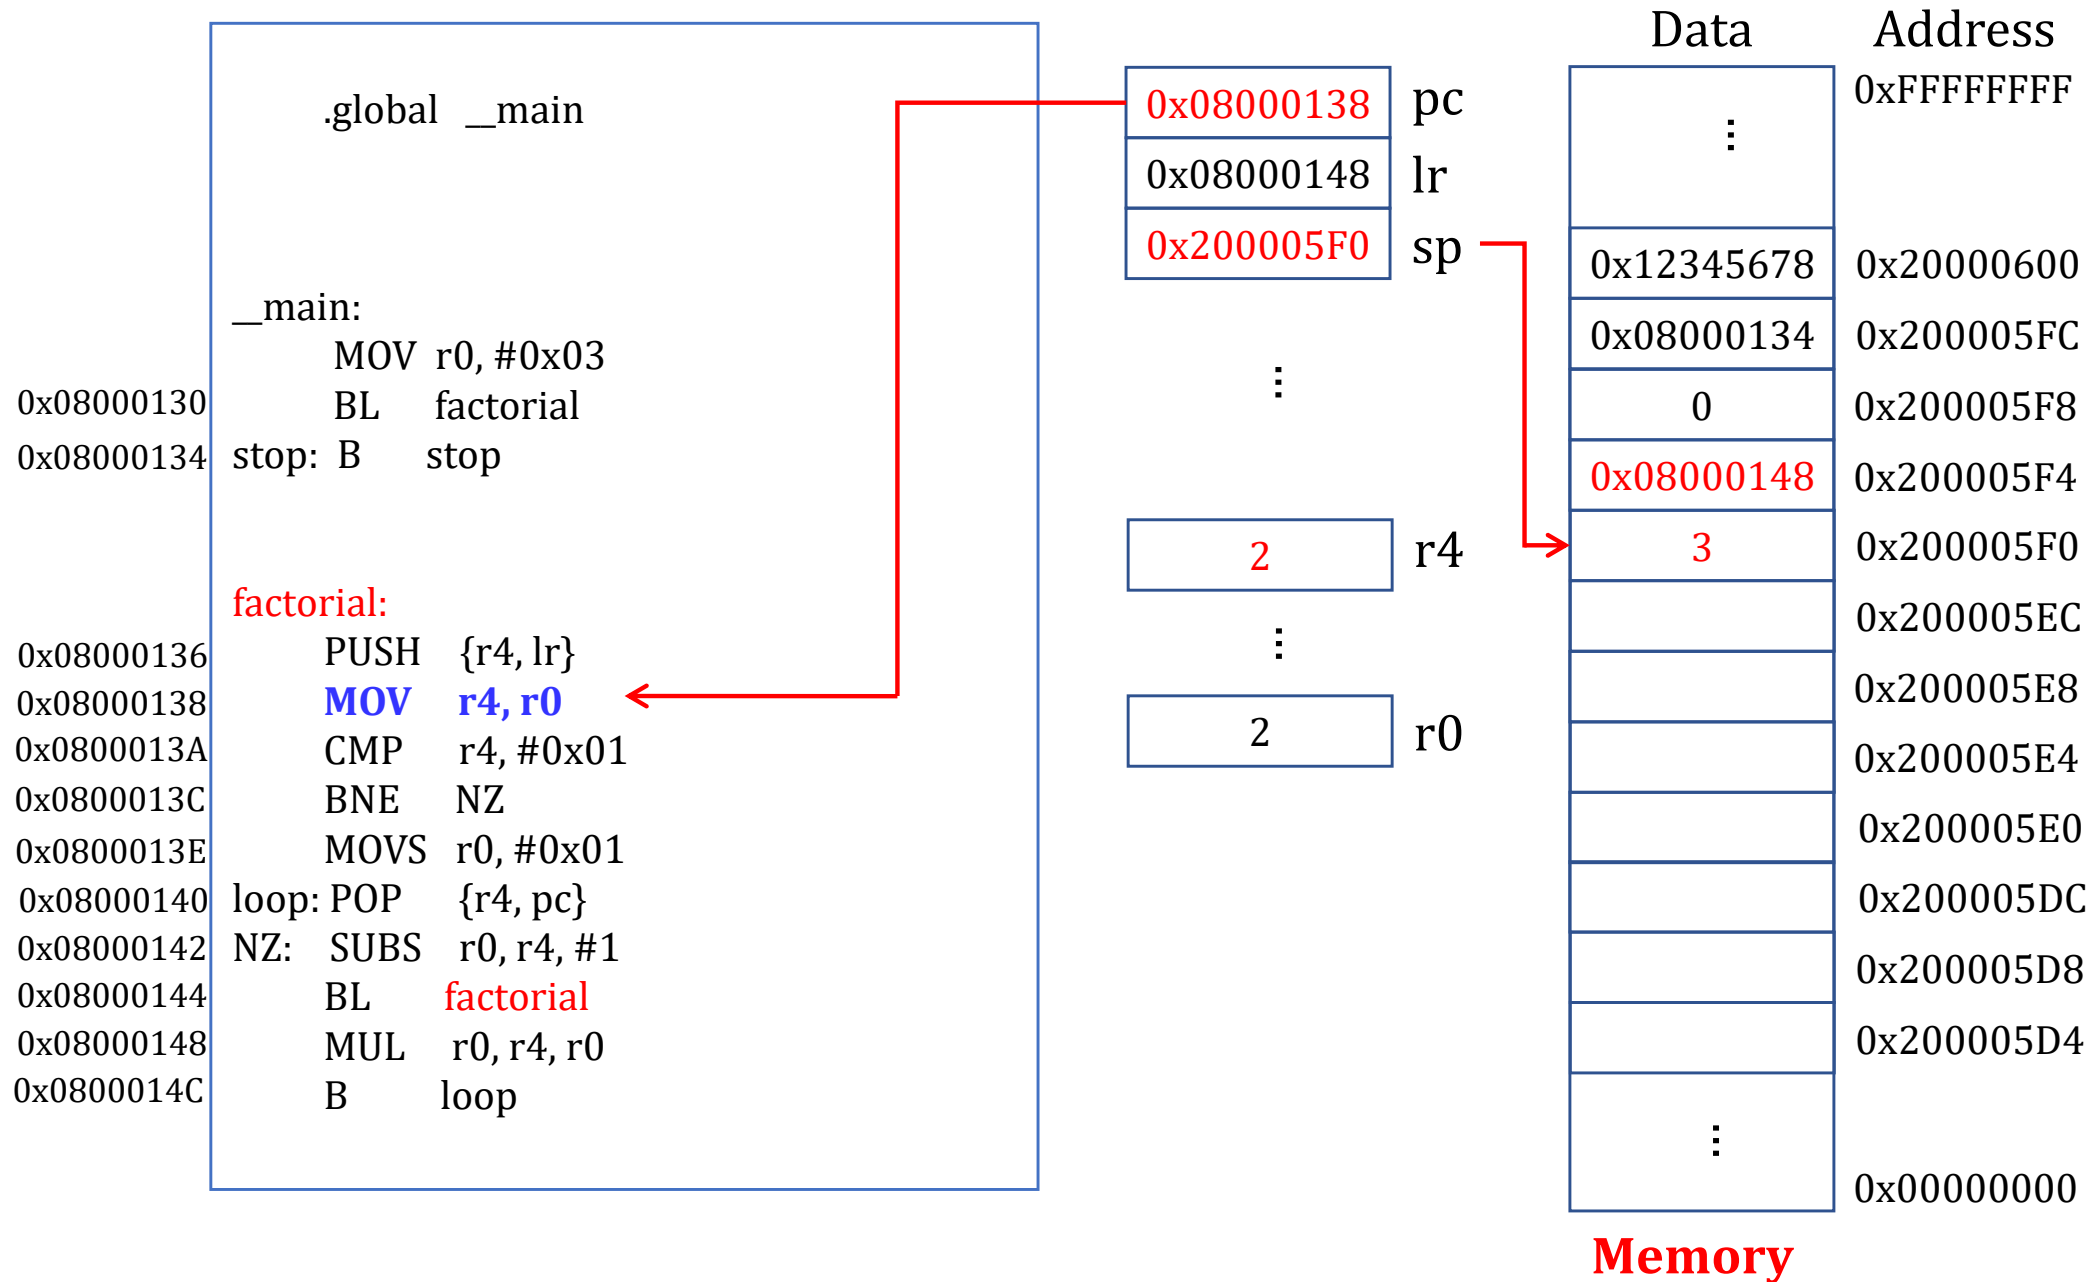 .global __main
__main:
MOV r0, #0x03
0x08000130 BL factorial
0x08000134 stop: B stop
factorial:
0x08000136 PUSH {r4, lr}
0x08000138 MOV r4, r0
0x0800013A CMP r4, #0x01
0x0800013C BNE NZ
0x0800013E MOVS r0, #0x01
0x08000140 loop: POP {r4, pc}
0x08000142 NZ: SUBS r0, r4, #1
0x08000144 BL factorial
0x08000148 MUL r0, r4, r0
0x0800014C B loop
0x08000138 pc
0x08000148 lr
0x200005F0 sp
...
2 r4
...
2 r0
Data Address
0xFFFFFFFF
...
0x12345678 0x20000600
0x08000134 0x200005FC
0 0x200005F8
0x08000148 0x200005F4
3 0x200005F0
0x200005EC
0x200005E8
0x200005E4
0x200005E0
0x200005DC
0x200005D8
0x200005D4
...
0x00000000
Memory